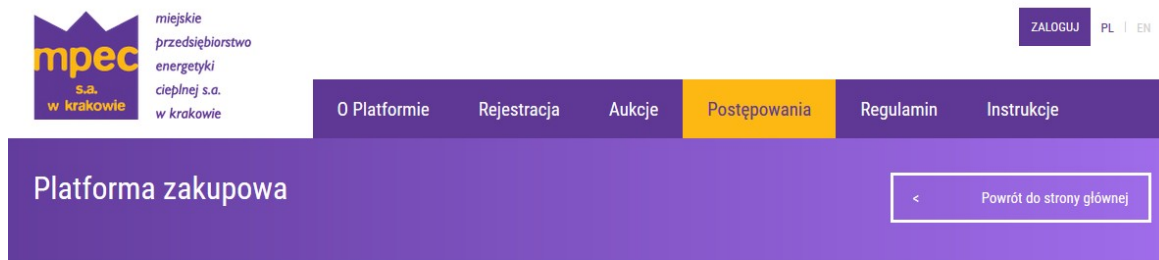 mpec
s.a.
w krakowie
miejskie
przedsiębiorstwo
energetyki
cieplnej s.a.
w krakowie
ZALOGUJ PL | EN
O Platformie Rejestracja Aukcje Postępowania Regulamin Instrukcje
Platforma zakupowa
< Powrót do strony głównej